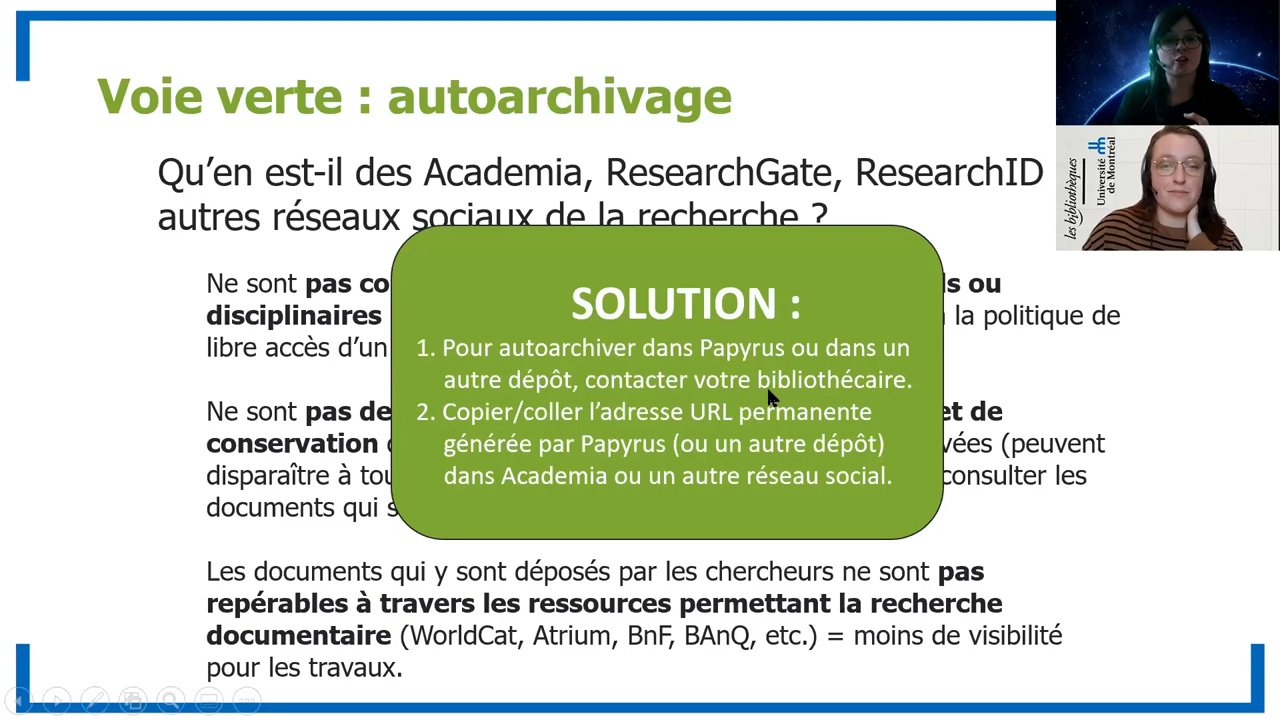 Voie verte : autoarchivage
Qu’en est-il des Academia, ResearchGate, ResearchID
autres réseaux sociaux de la recherche ?
Ne sont pas
ou
disciplinaires
la politique de
libre accès d’un
SOLUTION :
1. Pour autoarchiver dans Papyrus ou dans un
autre dépôt, contacter votre bibliothécaire.
2. Copier/coller l’adresse URL permanente
générée par Papyrus (ou un autre dépôt)
dans Academia ou un autre réseau social.
Ne sont pas
et de
conservation
(peuvent
disparaître à
consulter les
documents qui
Les documents qui y sont déposés par les chercheurs ne sont pas
repérables à travers les ressources permettant la recherche
documentaire (WorldCat, Atrium, BnF, BAnQ, etc.) = moins de visibilité
pour les travaux.
les bibliothèques
Université
de Montréal